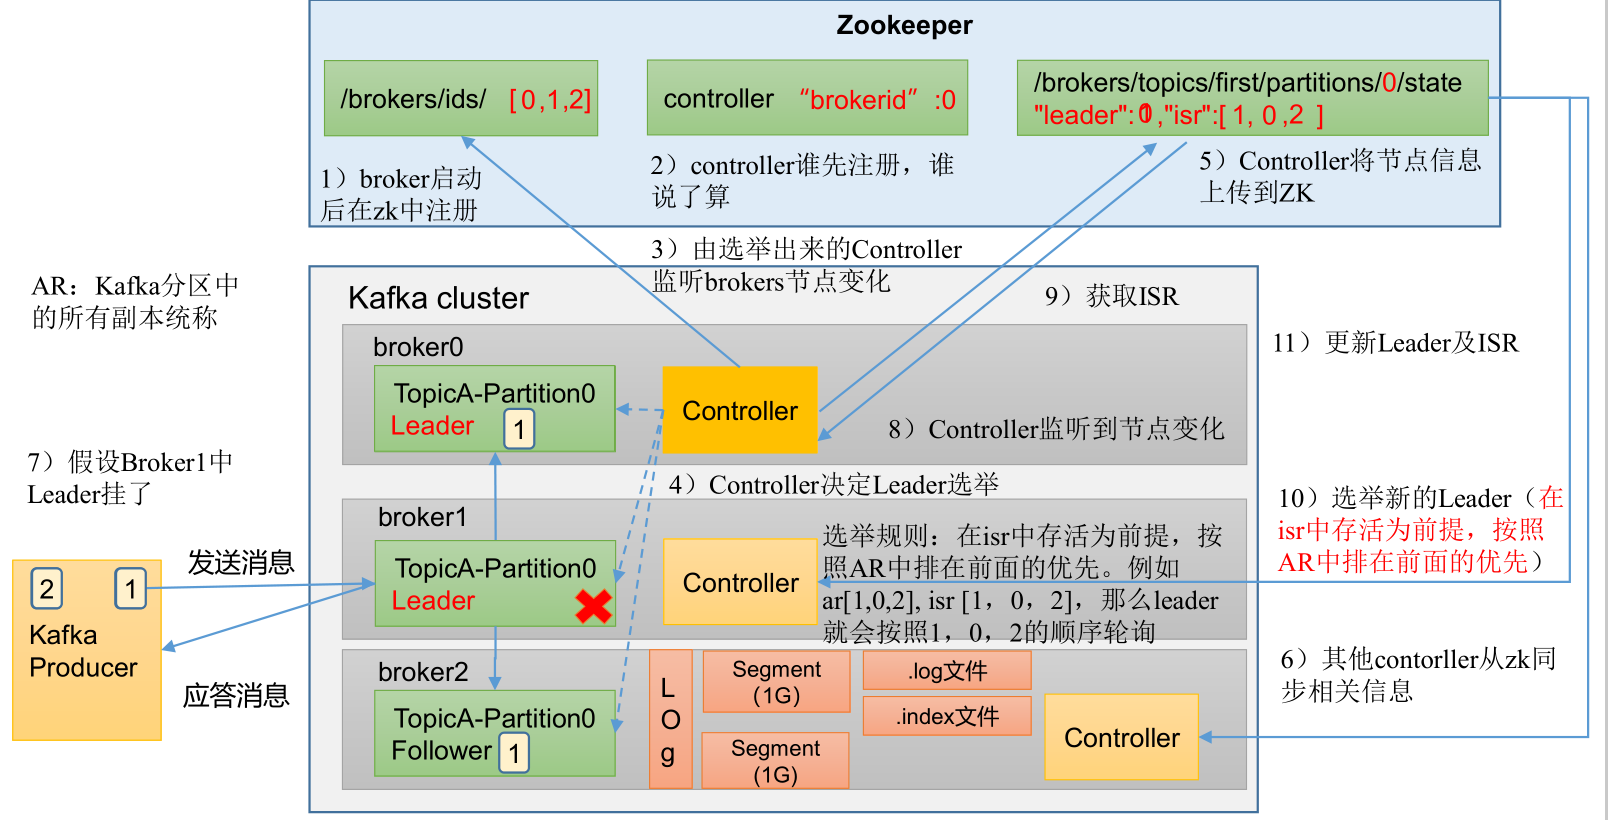 Zookeeper
/brokers/ids/ [0,1,2]
controller “brokerid” :0
/brokers/topics/first/partitions/0/state
"leader": ,"isr":[ 1, 0 ,2 ]
1）broker启动
后在zk中注册
2）controller谁先注册，谁
说了算
5）Controller将节点信息
上传到ZK
3）由选举出来的Controller
监听brokers节点变化
AR：Kafka分区中
的所有副本统称
Kafka cluster
9）获取ISR
11）更新Leader及ISR
broker0
TopicA-Partition0
Leader 1
Controller
8）Controller监听到节点变化
7）假设Broker1中
Leader挂了
4）Controller决定Leader选举
10）选举新的Leader（在
isr中存活为前提，按照
AR中排在前面的优先）
broker1
TopicA-Partition0
Leader
Controller
选举规则：在isr中存活为前提，按
照AR中排在前面的优先。例如
ar[1,0,2], isr [1，0，2]，那么leader
就会按照1，0，2的顺序轮询
发送消息
2 1
Kafka
Producer
应答消息
broker2
TopicA-Partition0
Follower 1
L
O
g
Segment
(1G)
Segment
(1G)
.log文件
.index文件
Controller
6）其他contorller从zk同
步相关信息